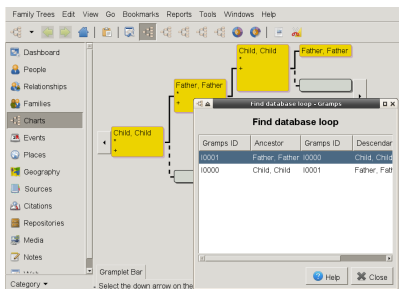 Family Trees Edit View Go Bookmarks Reports Tools Windows Help
Dashboard
People
Relationships
Families
Charts
Events
Places
Geography
Sources
Citations
Repositories
Media
Notes
Category
Child, Child
*
+
Father, Father
*
+
Child, Child
*
+
Father, Father
Find database loop - Gramps
Find database loop
Gramps ID Ancestor Gramps ID Descendar
I0001 Father, Father I0000 Child, Child
I0000 Child, Child I0001 Father, Fath
Help Close
Gramplet Bar
Select the down arrow on the